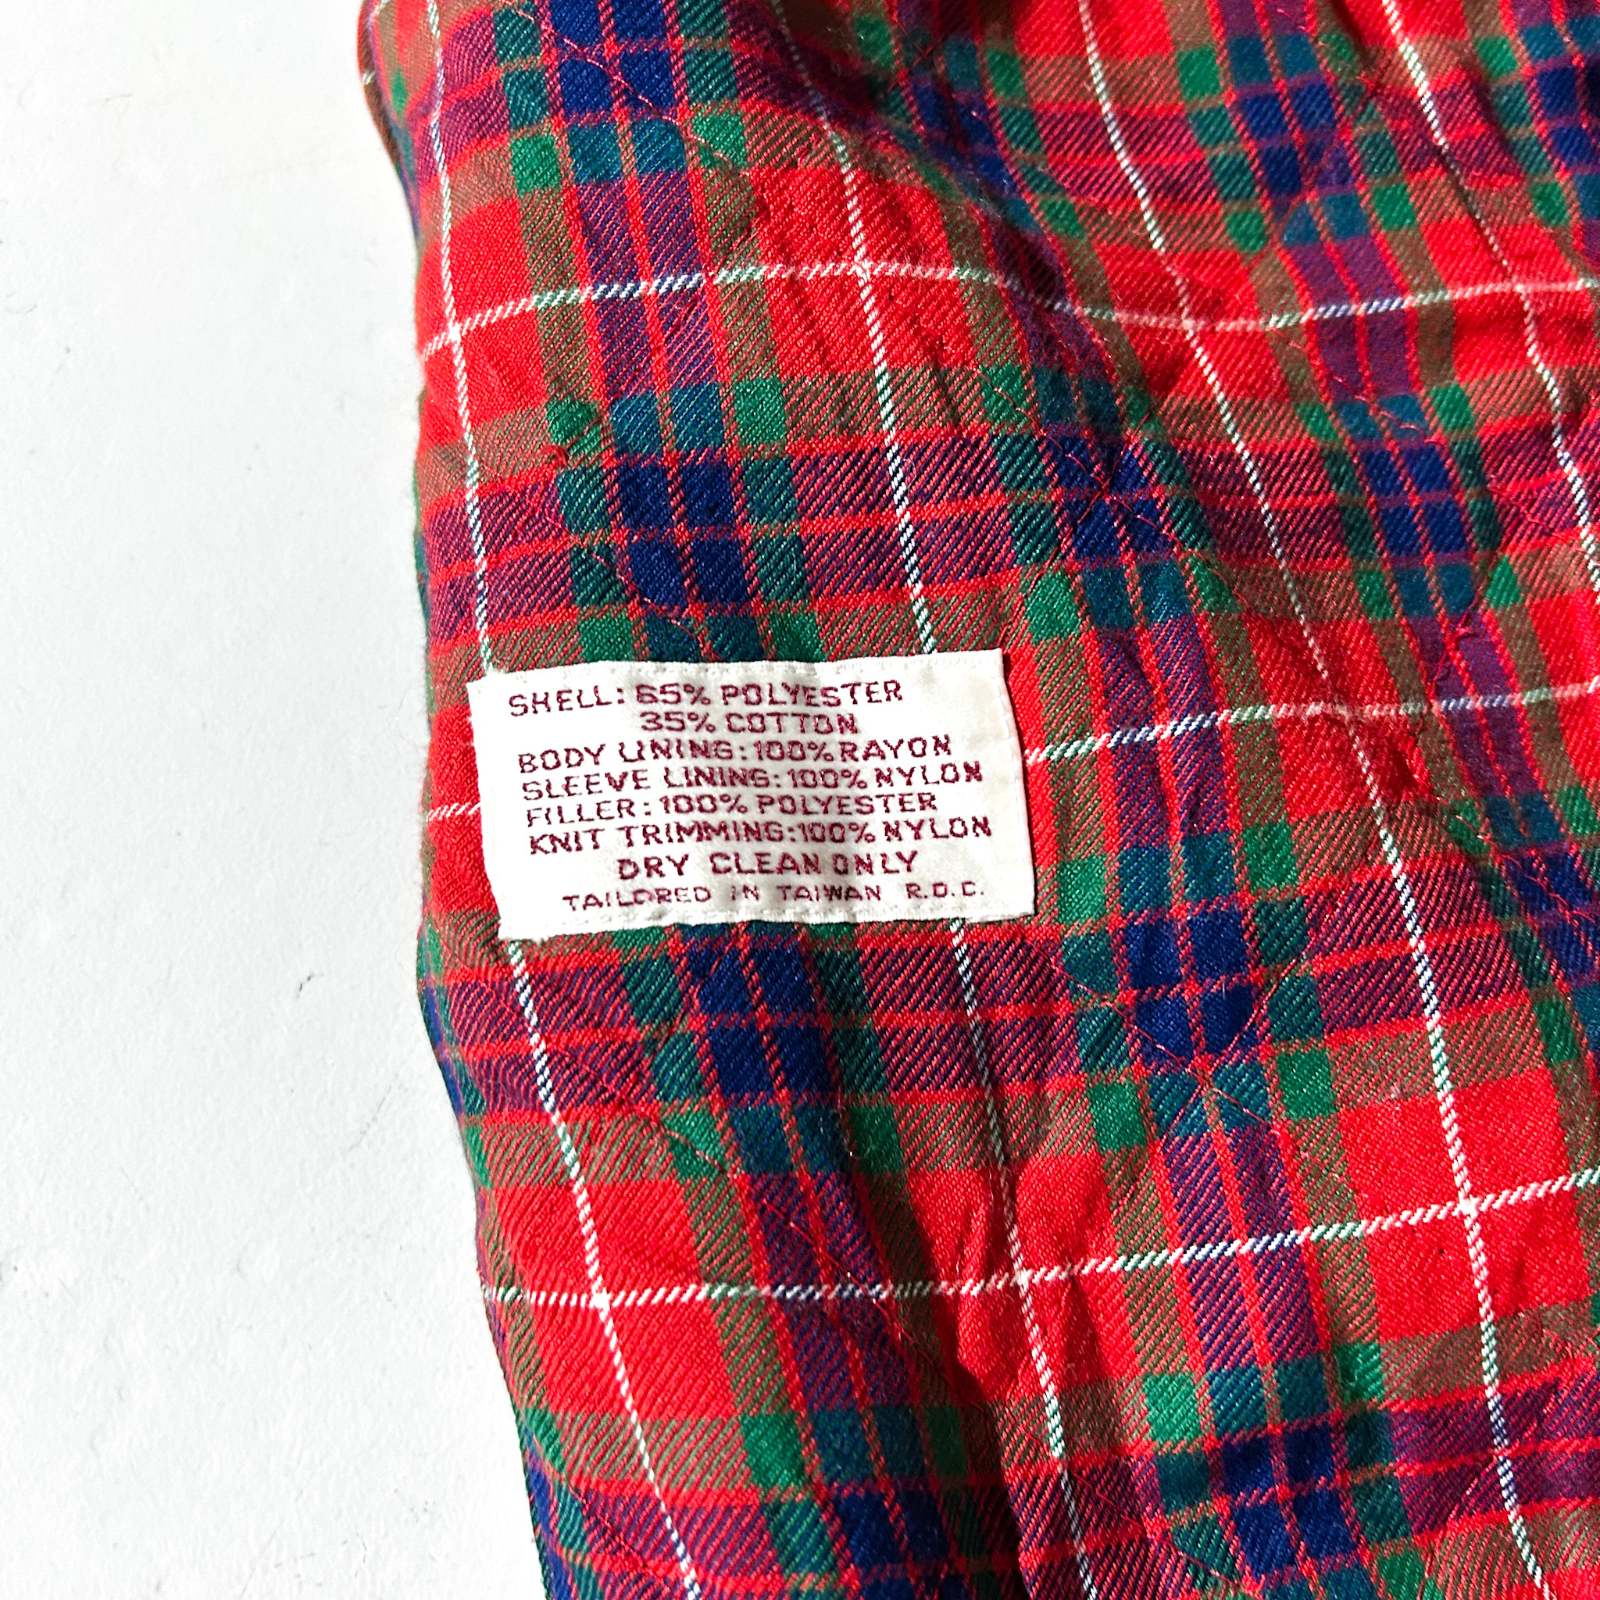 SHELL: 65% POLYESTER
35% COTTON
BODY LINING: 100% RAYON
SLEEVE LINING: 100% NYLON
FILLER: 100% POLYESTER
KNIT TRIMMING: 100% NYLON
DRY CLEAN ONLY
TAILORED IN TAIWAN R.O.C.